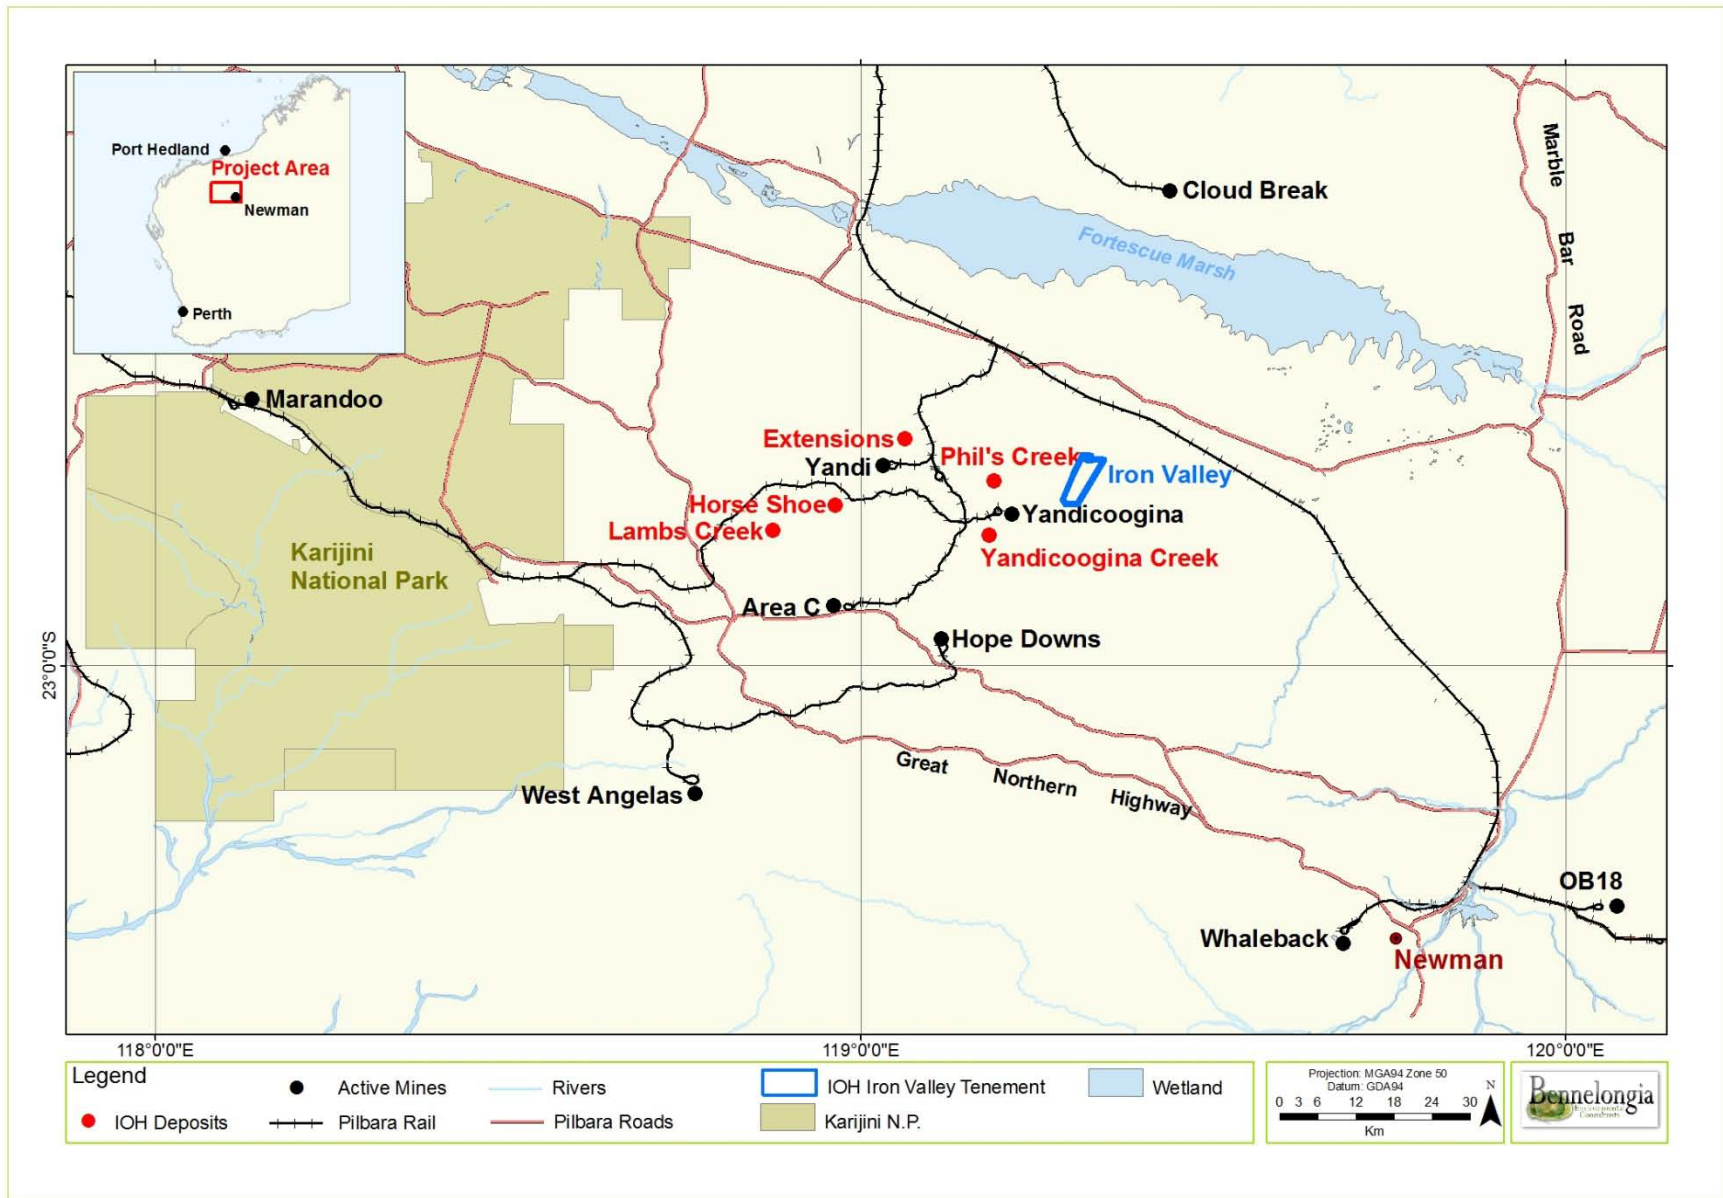 Port Hedland
Project Area
Newman
Perth
Cloud Break
Fortescue Marsh
Marble
Bar
Road
Marandoo
Extensions
Yandi
Phil's Creek
Iron Valley
Horse Shoe
Lambs Creek
Yandicoogina
Yandicoogina Creek
Karijini
National Park
Area C
Hope Downs
23°0'0"S
West Angelas
Great Northern Highway
OB18
Whaleback
Newman
118°0'0"E
119°0'0"E
120°0'0"E
Legend
Active Mines
Rivers
IOH Iron Valley Tenement
Wetland
IOH Deposits
Pilbara Rail
Pilbara Roads
Karijini N.P.
Projection: MGA94 Zone 50
Datum: GDA94
N
0 3 6 12 18 24 30
Km
Bennelongia
Environmental
Consultants